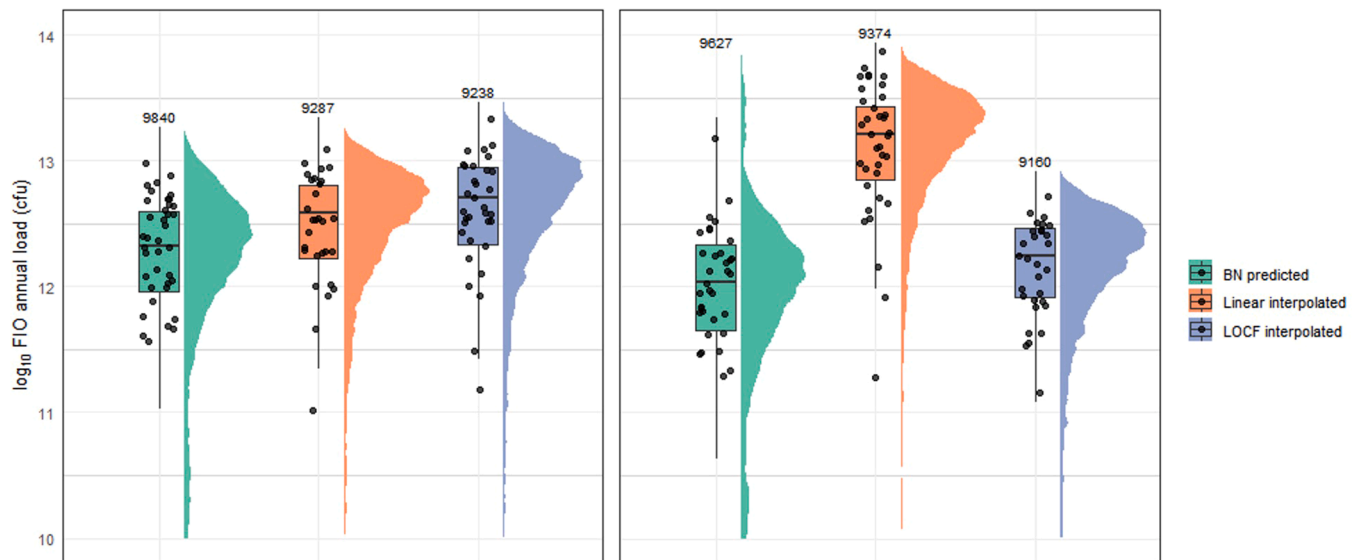 log10 FIO annual load (cfu)
14
13
12
11
10
9840
9287
9238
9627
9374
9160
BN predicted
Linear interpolated
LOCF interpolated